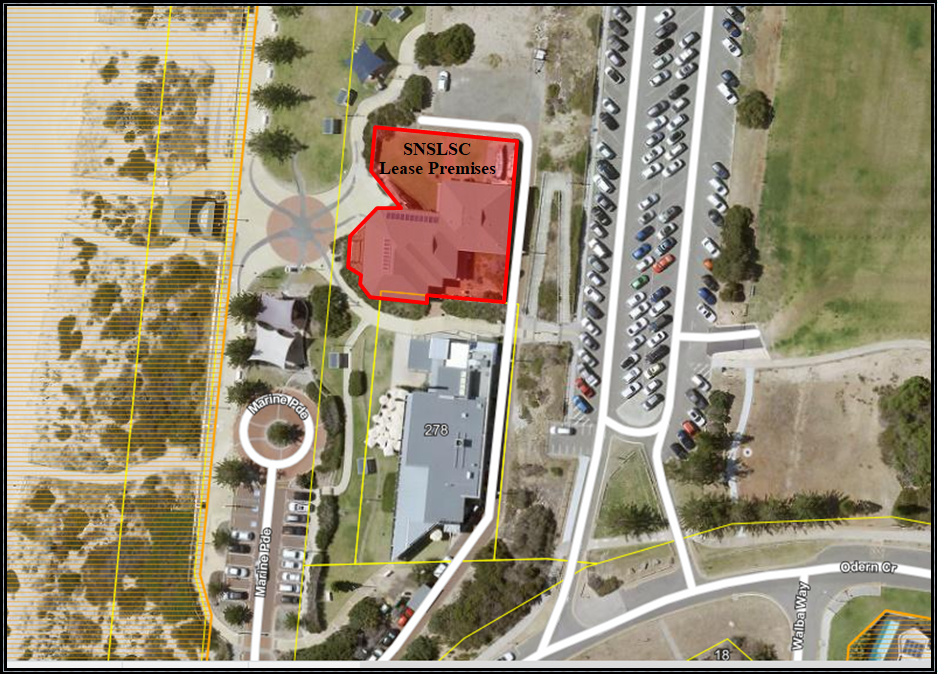 SNSLSC
Lease Premises
Marine Pde
278
Marine Pde
Odern Cr
Walba Way
18